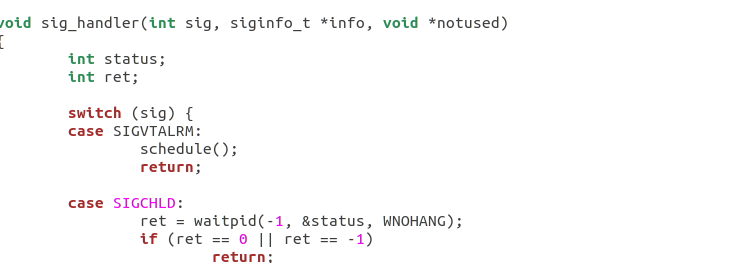 void sig_handler(int sig, siginfo_t *info, void *notused)
{
        int status;
        int ret;

        switch (sig) {
        case SIGVTALRM:
                schedule();
                return;

        case SIGCHLD:
                ret = waitpid(-1, &status, WNOHANG);
                if (ret == 0 || ret == -1)
                        return;